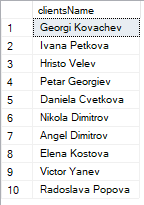 clientsName
1 Georgi Kovachev
2 Ivana Petkova
3 Hristo Velev
4 Petar Georgiev
5 Daniela Cvetkova
6 Nikola Dimitrov
7 Angel Dimitrov
8 Elena Kostova
9 Victor Yanev
10 Radoslava Popova